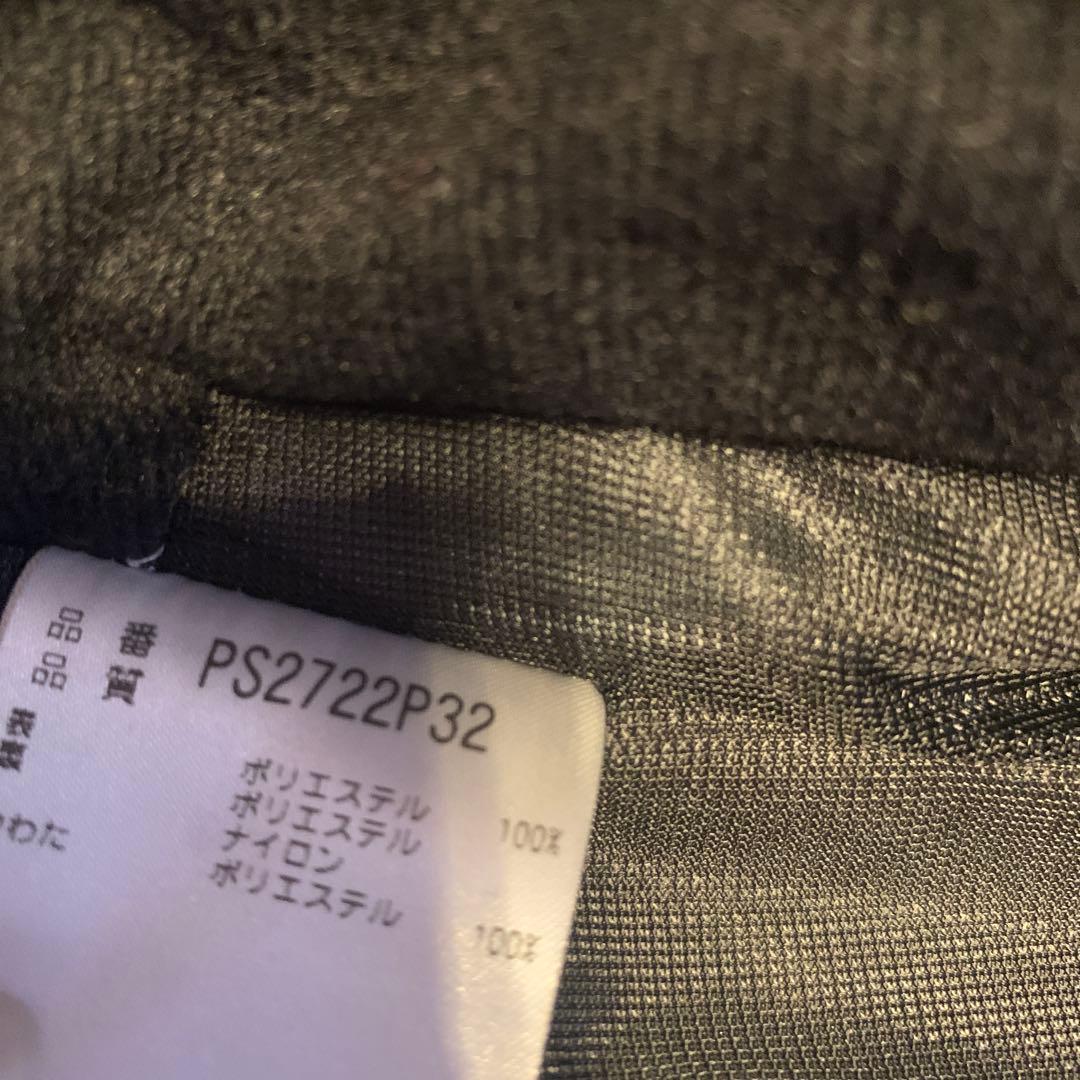 品 番 PS2722P32
品 質
ポリエステル 100%
ポリエステル
ナイロン
わた ポリエステル 100%